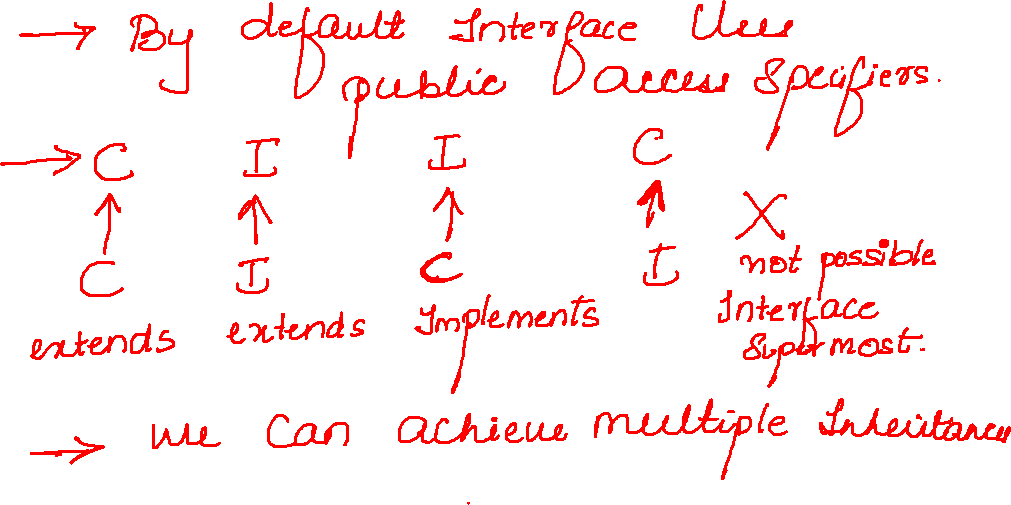 → By default Interface Uses
public access specifiers.
→ C I I C
↑ ↑ ↑ ↑ X
C I C I not possible
extends extends Implements Interface
Supermost.
→ we can achieve multiple Inheritance